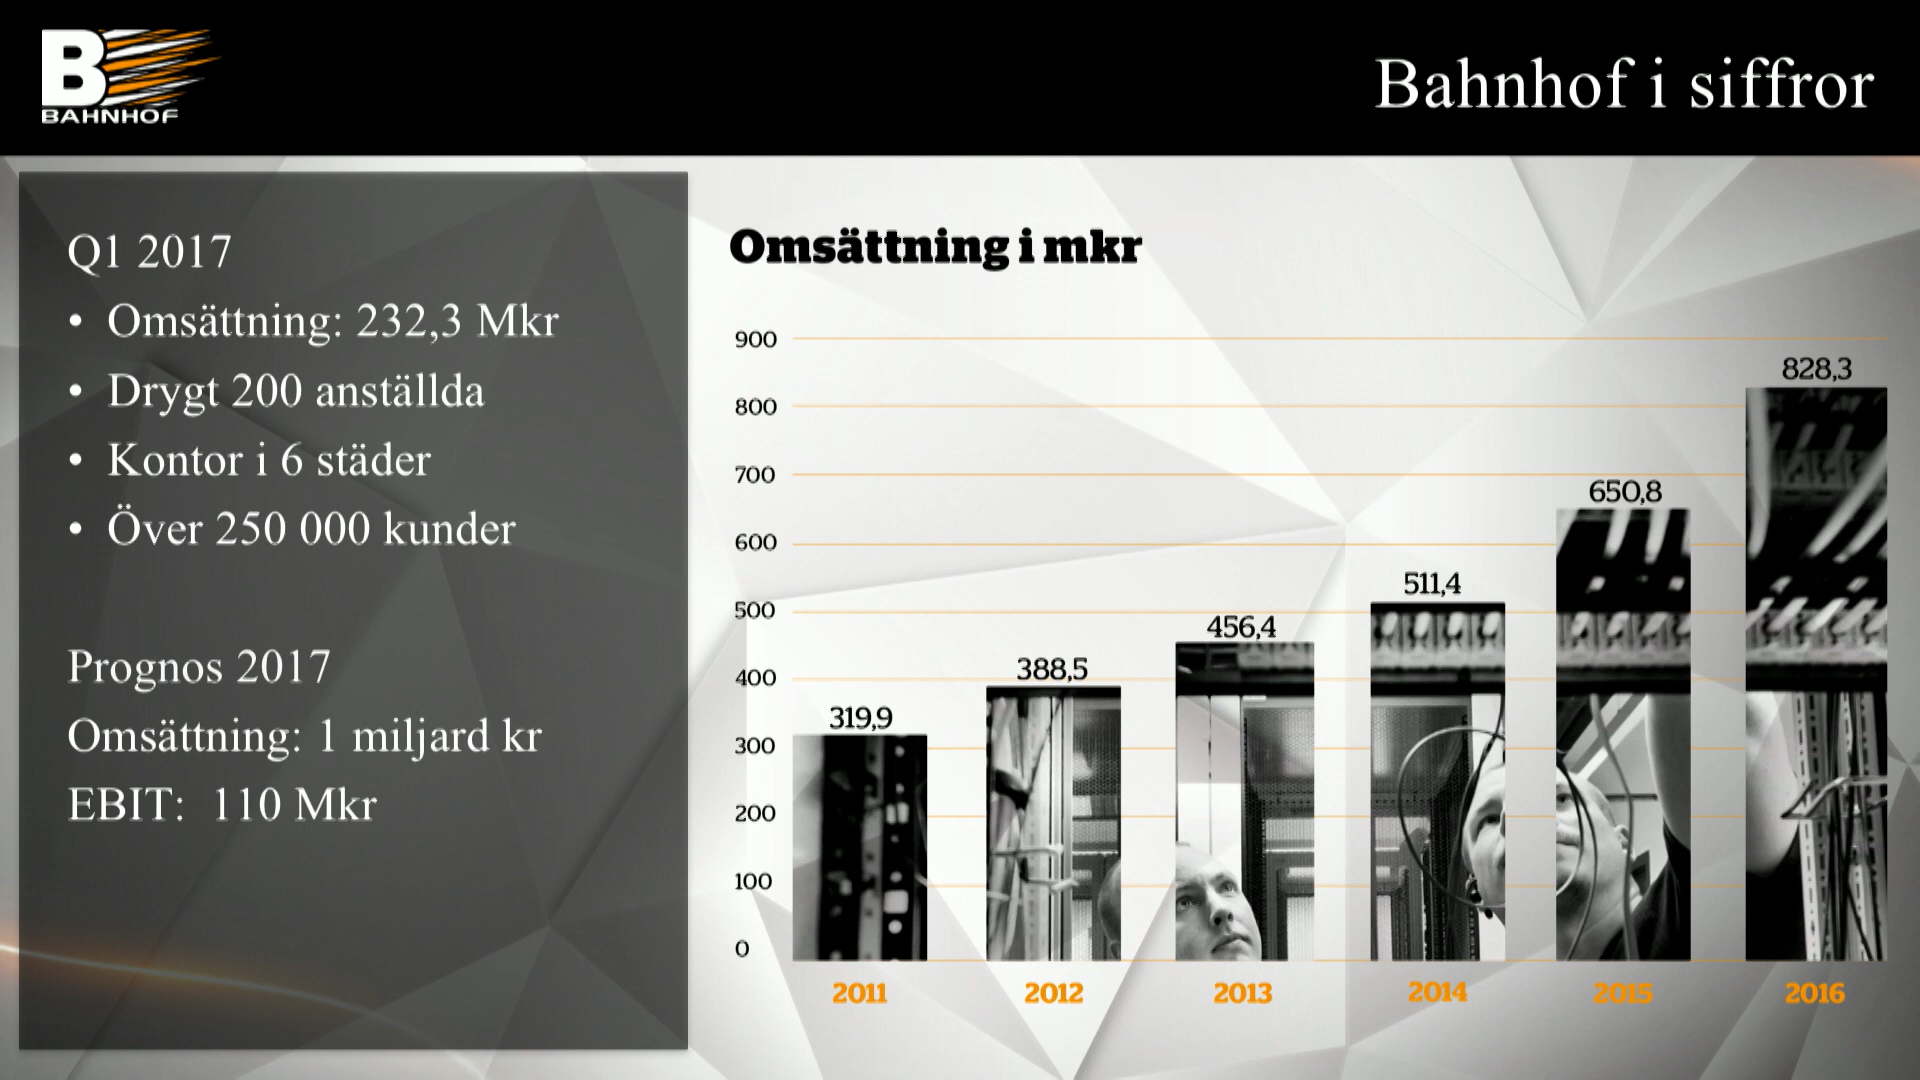 B
BAHNHOF
Bahnhof i siffror
Q1 2017
• Omsättning: 232,3 Mkr
• Drygt 200 anställda
• Kontor i 6 städer
• Över 250 000 kunder
Prognos 2017
Omsättning: 1 miljard kr
EBIT: 110 Mkr
Omsättning i mkr
900
800
700
600
500
400
300
200
100
0
319,9
388,5
456,4
511,4
650,8
828,3
2011
2012
2013
2014
2015
2016